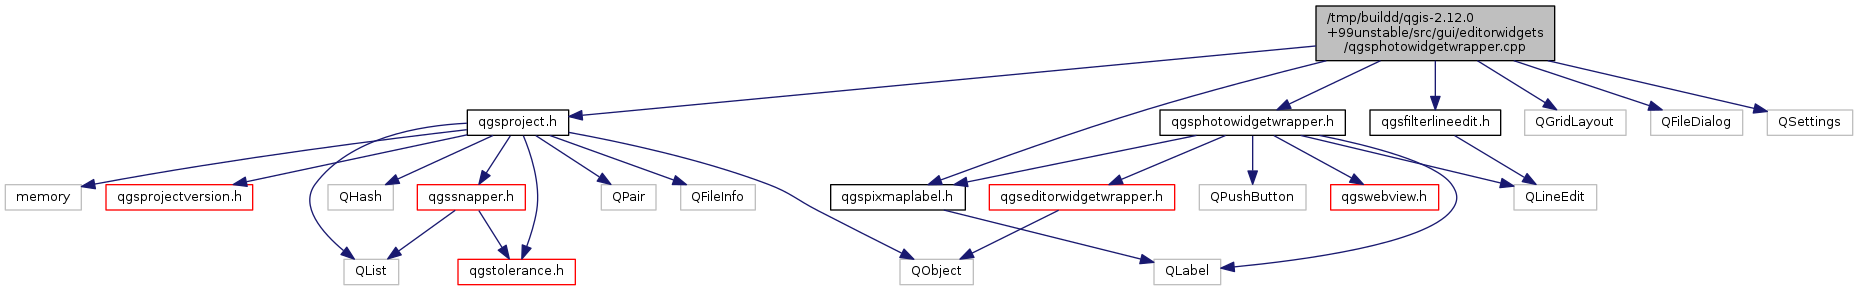 /tmp/buildd/qgis-2.12.0
+99unstable/src/gui/editorwidgets
/qgsphotowidgetwrapper.cpp
qgsproject.h
qgsphotowidgetwrapper.h
qgsfilterlineedit.h
QGridLayout
QFileDialog
QSettings
memory
qgsprojectversion.h
QHash
qgssnapper.h
QPair
QFileInfo
qgspixmaplabel.h
qgseditorwidgetwrapper.h
QPushButton
qgswebview.h
QLineEdit
QList
qgstolerance.h
QObject
QLabel